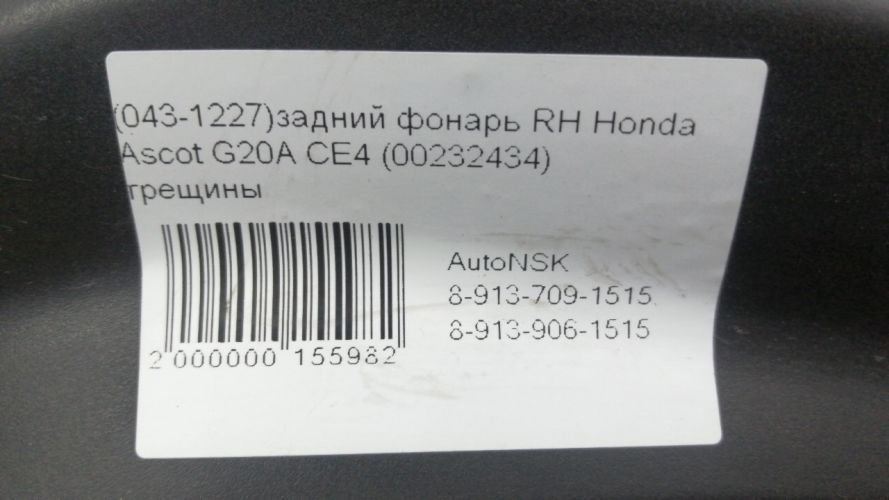 (043-1227)задний фонарь RH Honda
Ascot G20A CE4 (00232434)
трещины
AutoNSK
8-913-709-1515
8-913-906-1515
2 000000 155982